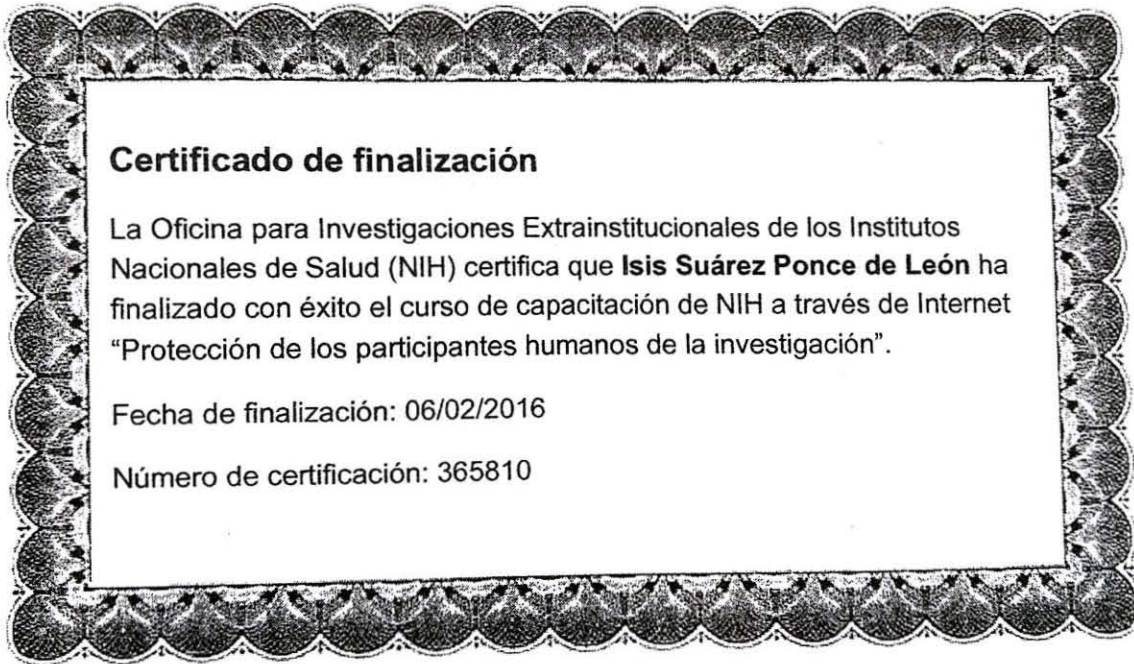 Certificado de finalización
La Oficina para Investigaciones Extrainstitucionales de los Institutos
Nacionales de Salud (NIH) certifica que Isis Suárez Ponce de León ha
finalizado con éxito el curso de capacitación de NIH a través de Internet
“Protección de los participantes humanos de la investigación”.
Fecha de finalización: 06/02/2016
Número de certificación: 365810